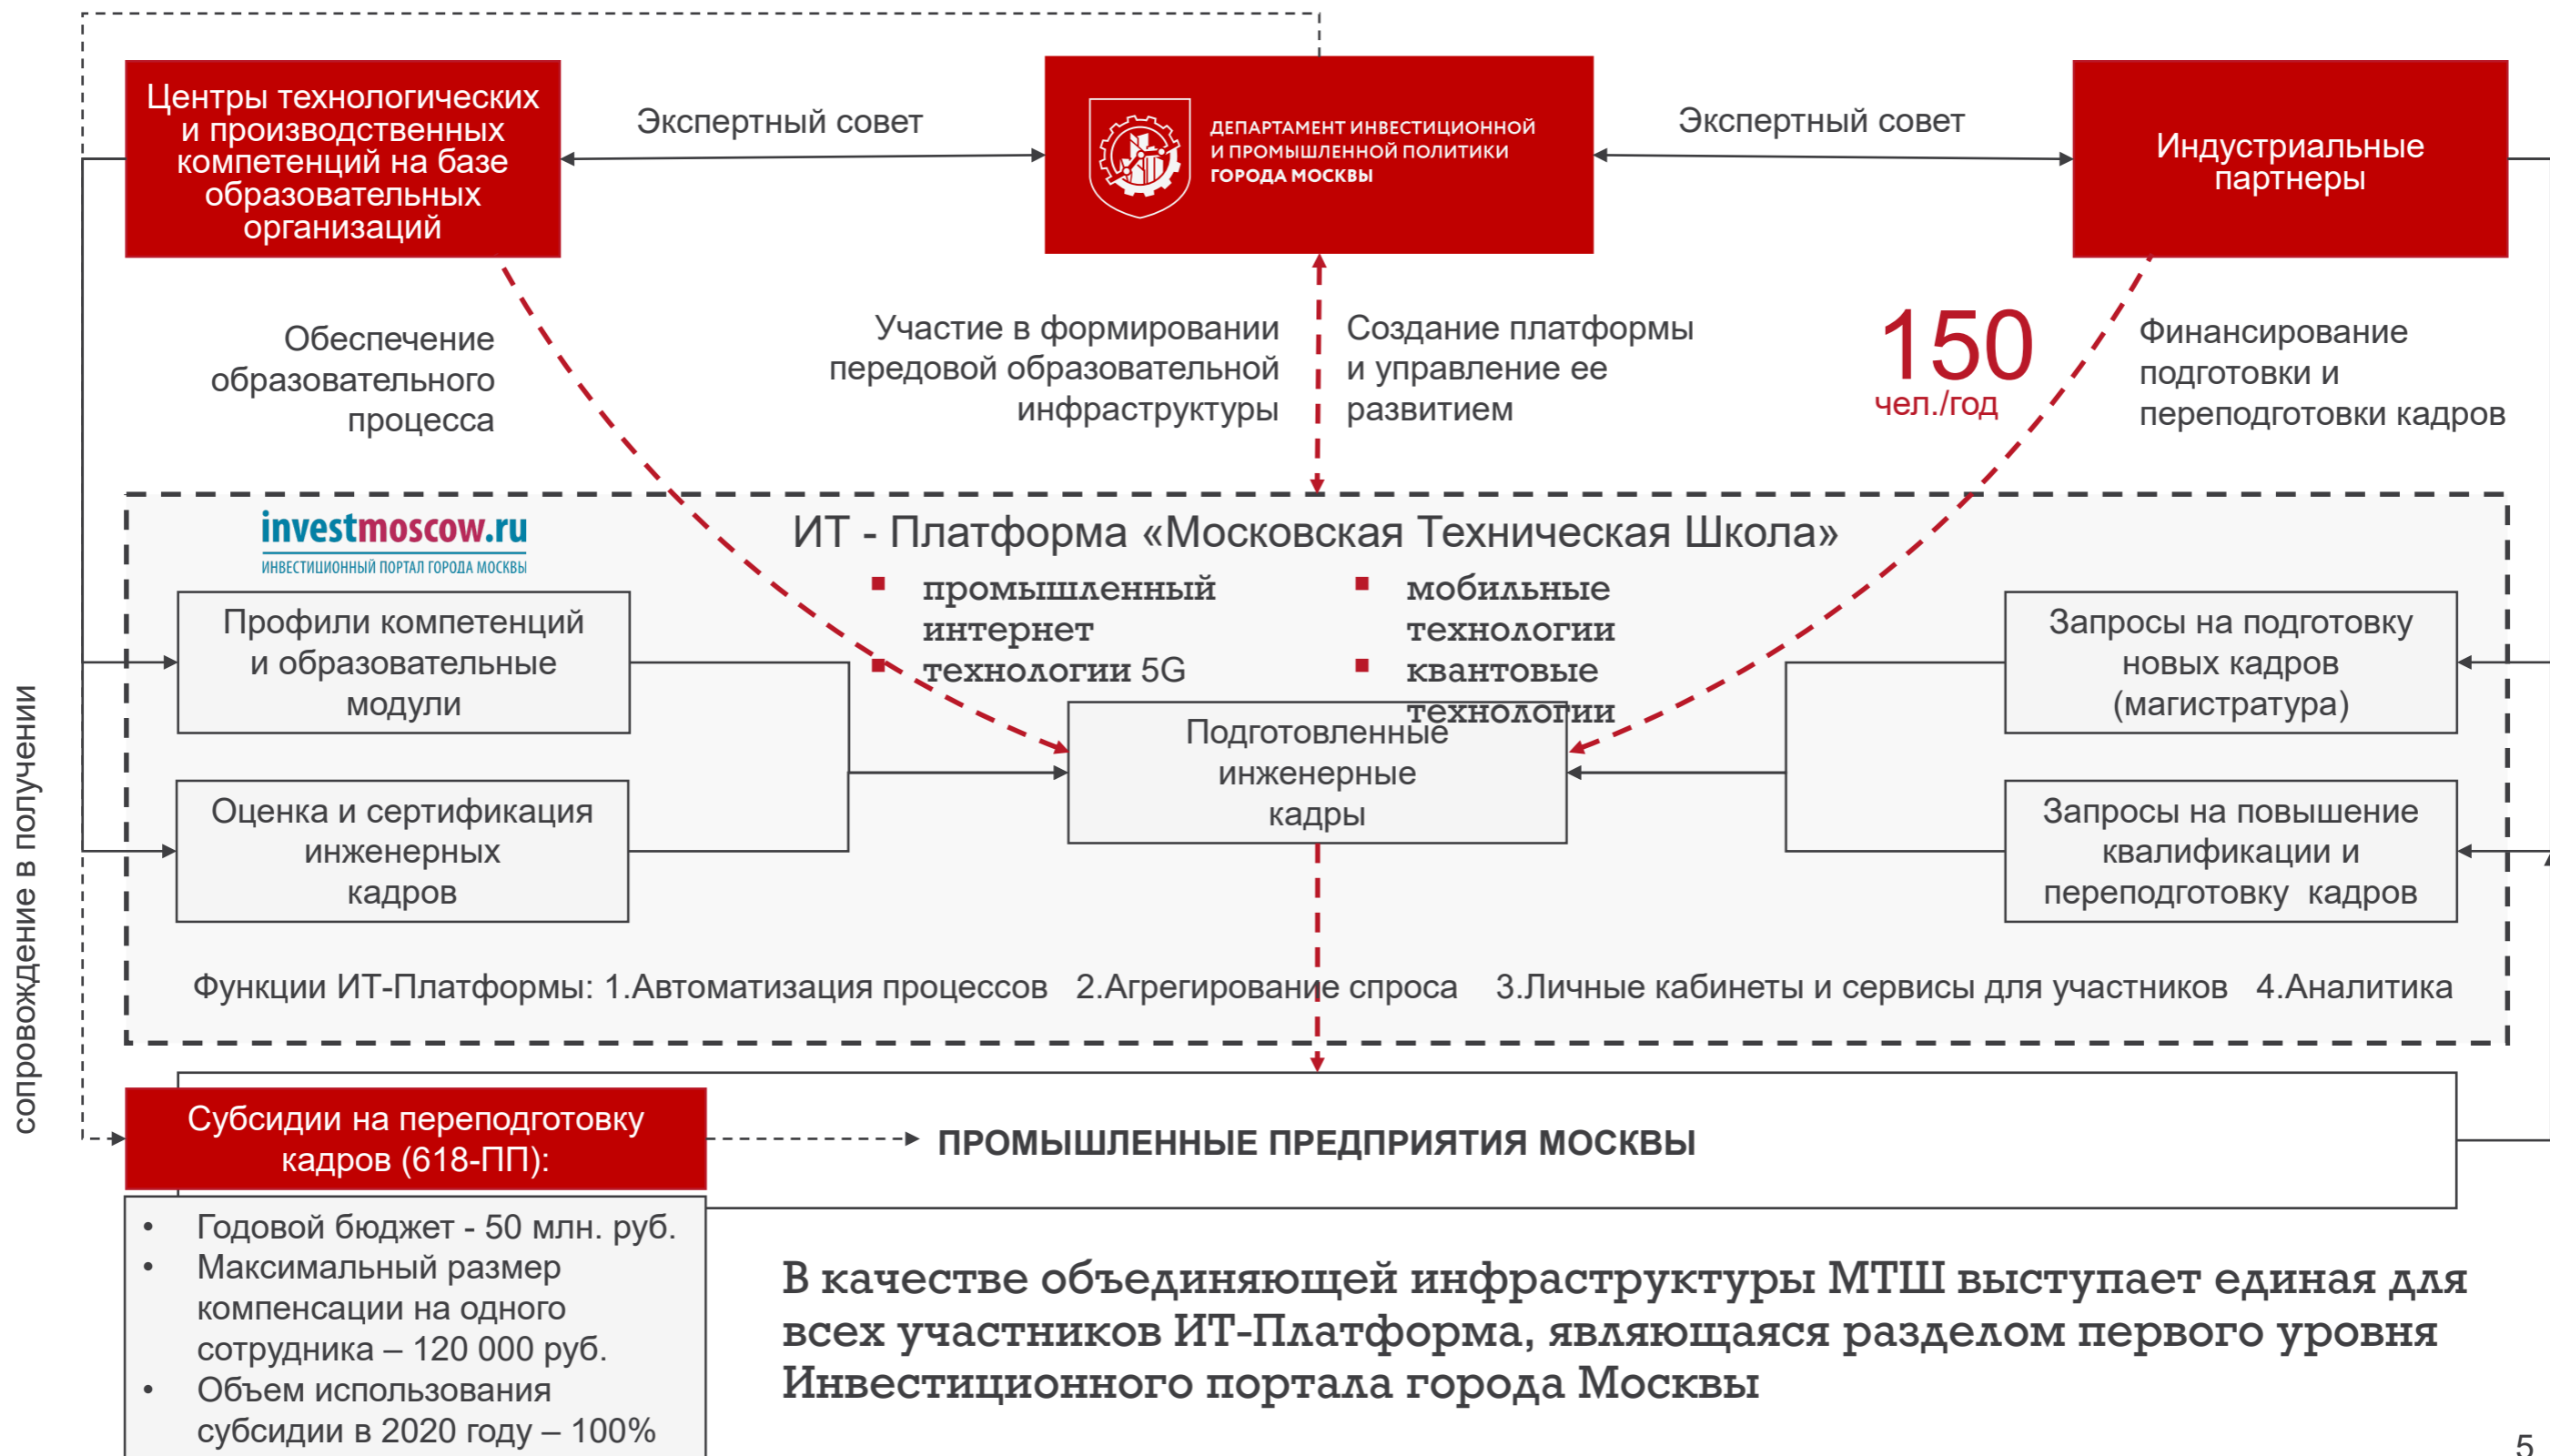 Центры технологических
и производственных
компетенций на базе
образовательных
организаций
Экспертный совет
ДЕПАРТАМЕНТ ИНВЕСТИЦИОННОЙ
И ПРОМЫШЛЕННОЙ ПОЛИТИКИ
ГОРОДА МОСКВЫ
Экспертный совет
Индустриальные
партнеры
Обеспечение
образовательного
процесса
Участие в формировании
передовой образовательной
инфраструктуры
Создание платформы
и управление ее
развитием
150
чел./год
Финансирование
подготовки и
переподготовки кадров
investmoscow.ru
ИНВЕСТИЦИОННЫЙ ПОРТАЛ ГОРОДА МОСКВЫ
ИТ - Платформа «Московская Техническая Школа»
▪ промышленный
интернет
▪ технологии 5G
▪ мобильные
технологии
▪ квантовые
технологии
Профили компетенций
и образовательные
модули
Оценка и сертификация
инженерных
кадров
Подготовленные
инженерные
кадры
Запросы на подготовку
новых кадров
(магистратура)
Запросы на повышение
квалификации и
переподготовку кадров
Функции ИТ-Платформы: 1.Автоматизация процессов 2.Агрегирование спроса 3.Личные кабинеты и сервисы для участников 4.Аналитика
сопровождение в получении
Субсидии на переподготовку
кадров (618-ПП):
ПРОМЫШЛЕННЫЕ ПРЕДПРИЯТИЯ МОСКВЫ
• Годовой бюджет - 50 млн. руб.
• Максимальный размер
компенсации на одного
сотрудника – 120 000 руб.
• Объем использования
субсидии в 2020 году – 100%
В качестве объединяющей инфраструктуры МТШ выступает единая для
всех участников ИТ-Платформа, являющаяся разделом первого уровня
Инвестиционного портала города Москвы
5